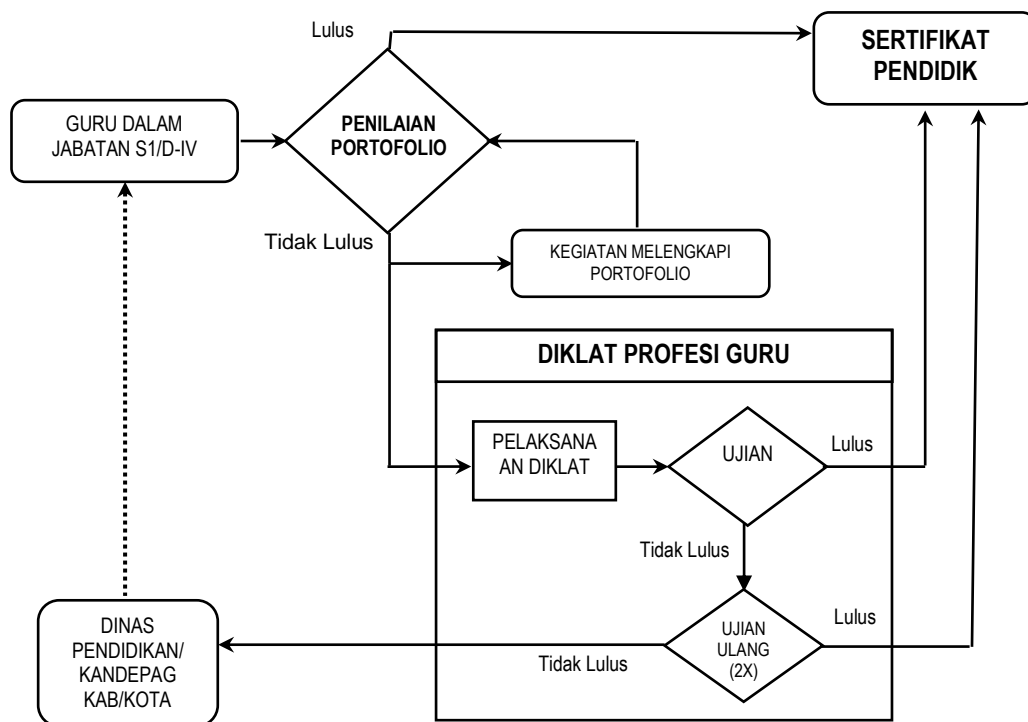 Lulus
SERTIFIKAT
PENDIDIK
GURU DALAM
JABATAN S1/D-IV
PENILAIAN
PORTOFOLIO
Tidak Lulus
KEGIATAN MELENGKAPI
PORTOFOLIO
DIKLAT PROFESI GURU
PELAKSANA
AN DIKLAT
UJIAN
Lulus
Tidak Lulus
UJIAN
ULANG
(2X)
Lulus
Tidak Lulus
DINAS
PENDIDIKAN/
KANDEPAG
KAB/KOTA